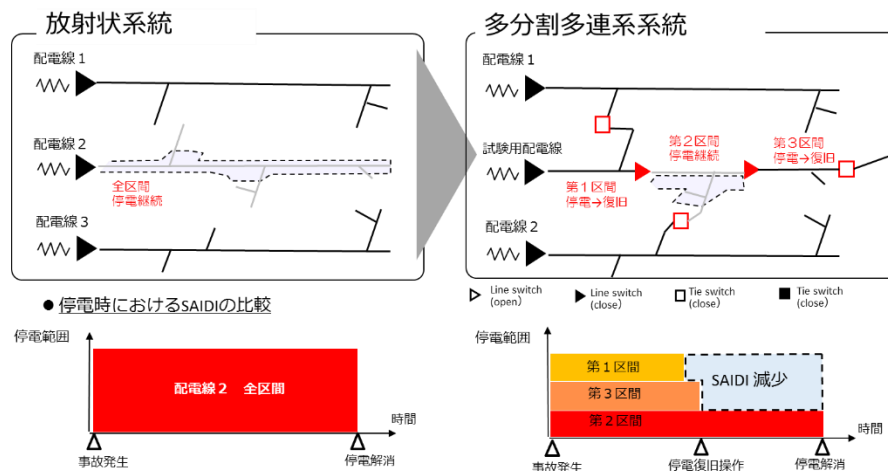 放射状系統
配電線１
配電線２
全区間
停電継続
配電線３
多分割多連系系統
配電線１
試験用配電線
第２区間
停電継続
第３区間
停電→復旧
第１区間
停電→復旧
配電線２
Line switch
(open)
Line switch
(close)
Tie switch
(close)
Tie switch
(close)
● 停電時におけるSAIDIの比較
停電範囲
配電線２　全区間
時間
事故発生
停電解消
停電範囲
第１区間
第３区間
第２区間
SAIDI 減少
時間
事故発生
停電復旧操作
停電解消